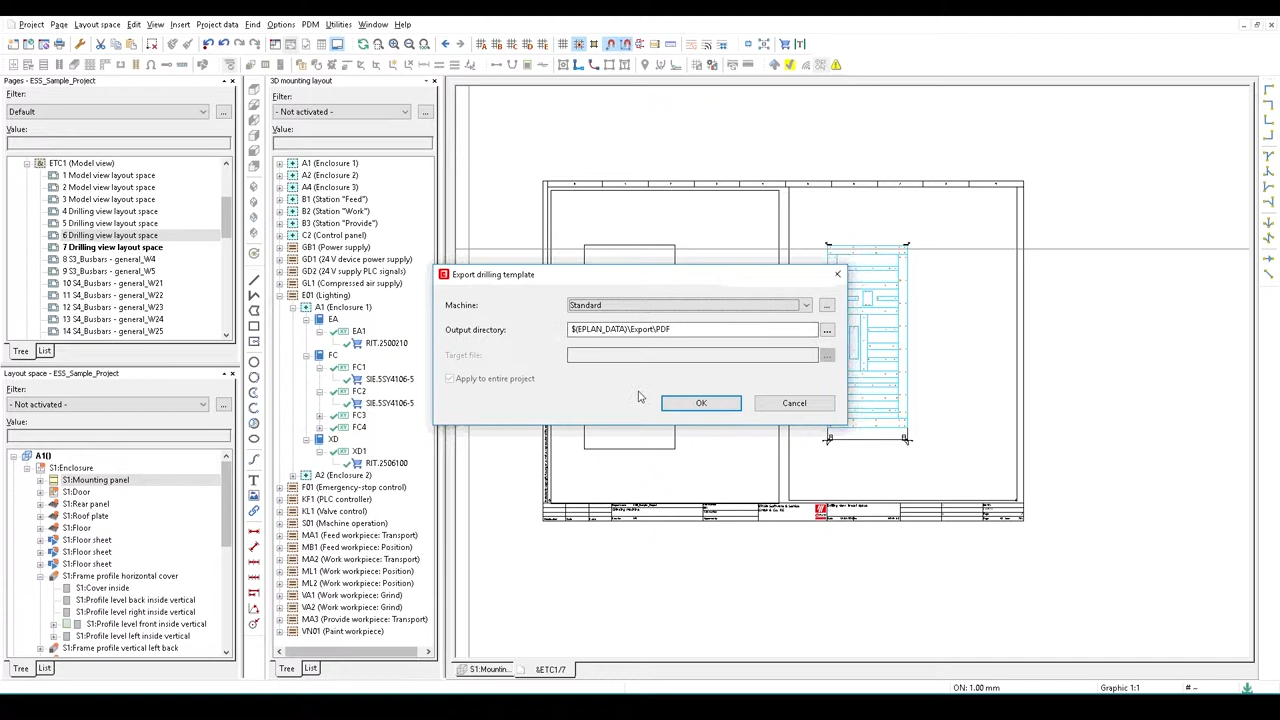 Project Page Layout space Edit View Insert Project data Find Options PDM Utilities Window Help
Pages - ESS_Sample_Project
Filter:
Default
...
Value:
ETC1 (Model view)
1 Model view layout space
2 Model view layout space
3 Model view layout space
4 Drilling view layout space
5 Drilling view layout space
6 Drilling view layout space
7 Drilling view layout space
8 S3_Busbars - general_W4
9 S3_Busbars - general_W5
10 S4_Busbars - general_W21
11 S4_Busbars - general_W22
12 S4_Busbars - general_W23
13 S4_Busbars - general_W24
14 S4_Busbars - general_W25
Tree List
Layout space - ESS_Sample_Project
Filter:
- Not activated -
...
Value:
A1()
S1:Enclosure
S1:Mounting panel
S1:Door
S1:Rear panel
S1:Roof plate
S1:Floor
S1:Floor sheet
S1:Floor sheet
S1:Floor sheet
S1:Frame profile horizontal cover
S1:Cover inside
S1:Profile level back inside vertical
S1:Profile level right inside vertical
S1:Profile level front inside vertical
S1:Profile level left inside vertical
S1:Frame profile vertical left back
Tree List
3D mounting layout
Filter:
- Not activated -
...
Value:
A1 (Enclosure 1)
A2 (Enclosure 2)
A4 (Enclosure 3)
B1 (Station "Feed")
B2 (Station "Work")
B3 (Station "Provide")
C2 (Control panel)
GB1 (Power supply)
GD1 (24 V device power supply)
GD2 (24 V supply PLC signals)
GL1 (Compressed air supply)
E01 (Lighting)
A1 (Enclosure 1)
EA
EA1
RIT.2500210
FC
FC1
SIE.5SY4106-5
FC2
SIE.5SY4106-5
FC3
FC4
XD
XD1
RIT.2506100
A2 (Enclosure 2)
F01 (Emergency-stop control)
KF1 (PLC controller)
KL1 (Valve control)
S01 (Machine operation)
MA1 (Feed workpiece: Transport)
MB1 (Feed workpiece: Position)
MA2 (Work workpiece: Transport)
ML1 (Work workpiece: Position)
ML2 (Work workpiece: Position)
VA1 (Work workpiece: Grind)
VA2 (Work workpiece: Grind)
MA3 (Provide workpiece: Transport)
VN01 (Paint workpiece)
Tree List
Export drilling template
Machine:
Standard
...
Output directory:
$(EPLAN_DATA)\Export\PDF
...
Target file:
...
Apply to entire project
OK
Cancel
S1:Mountin...
&ETC1/7
ON: 1.00 mm
Graphic 1:1
# ~